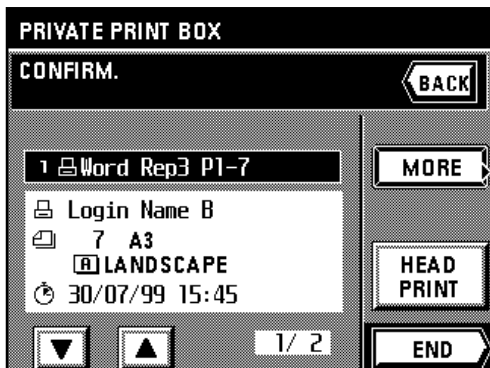 PRIVATE PRINT BOX
CONFIRM.
BACK
1 Word Rep3 P1-7
MORE
Login Name B
7 A3
A LANDSCAPE
30/07/99 15:45
HEAD
PRINT
1/ 2
END